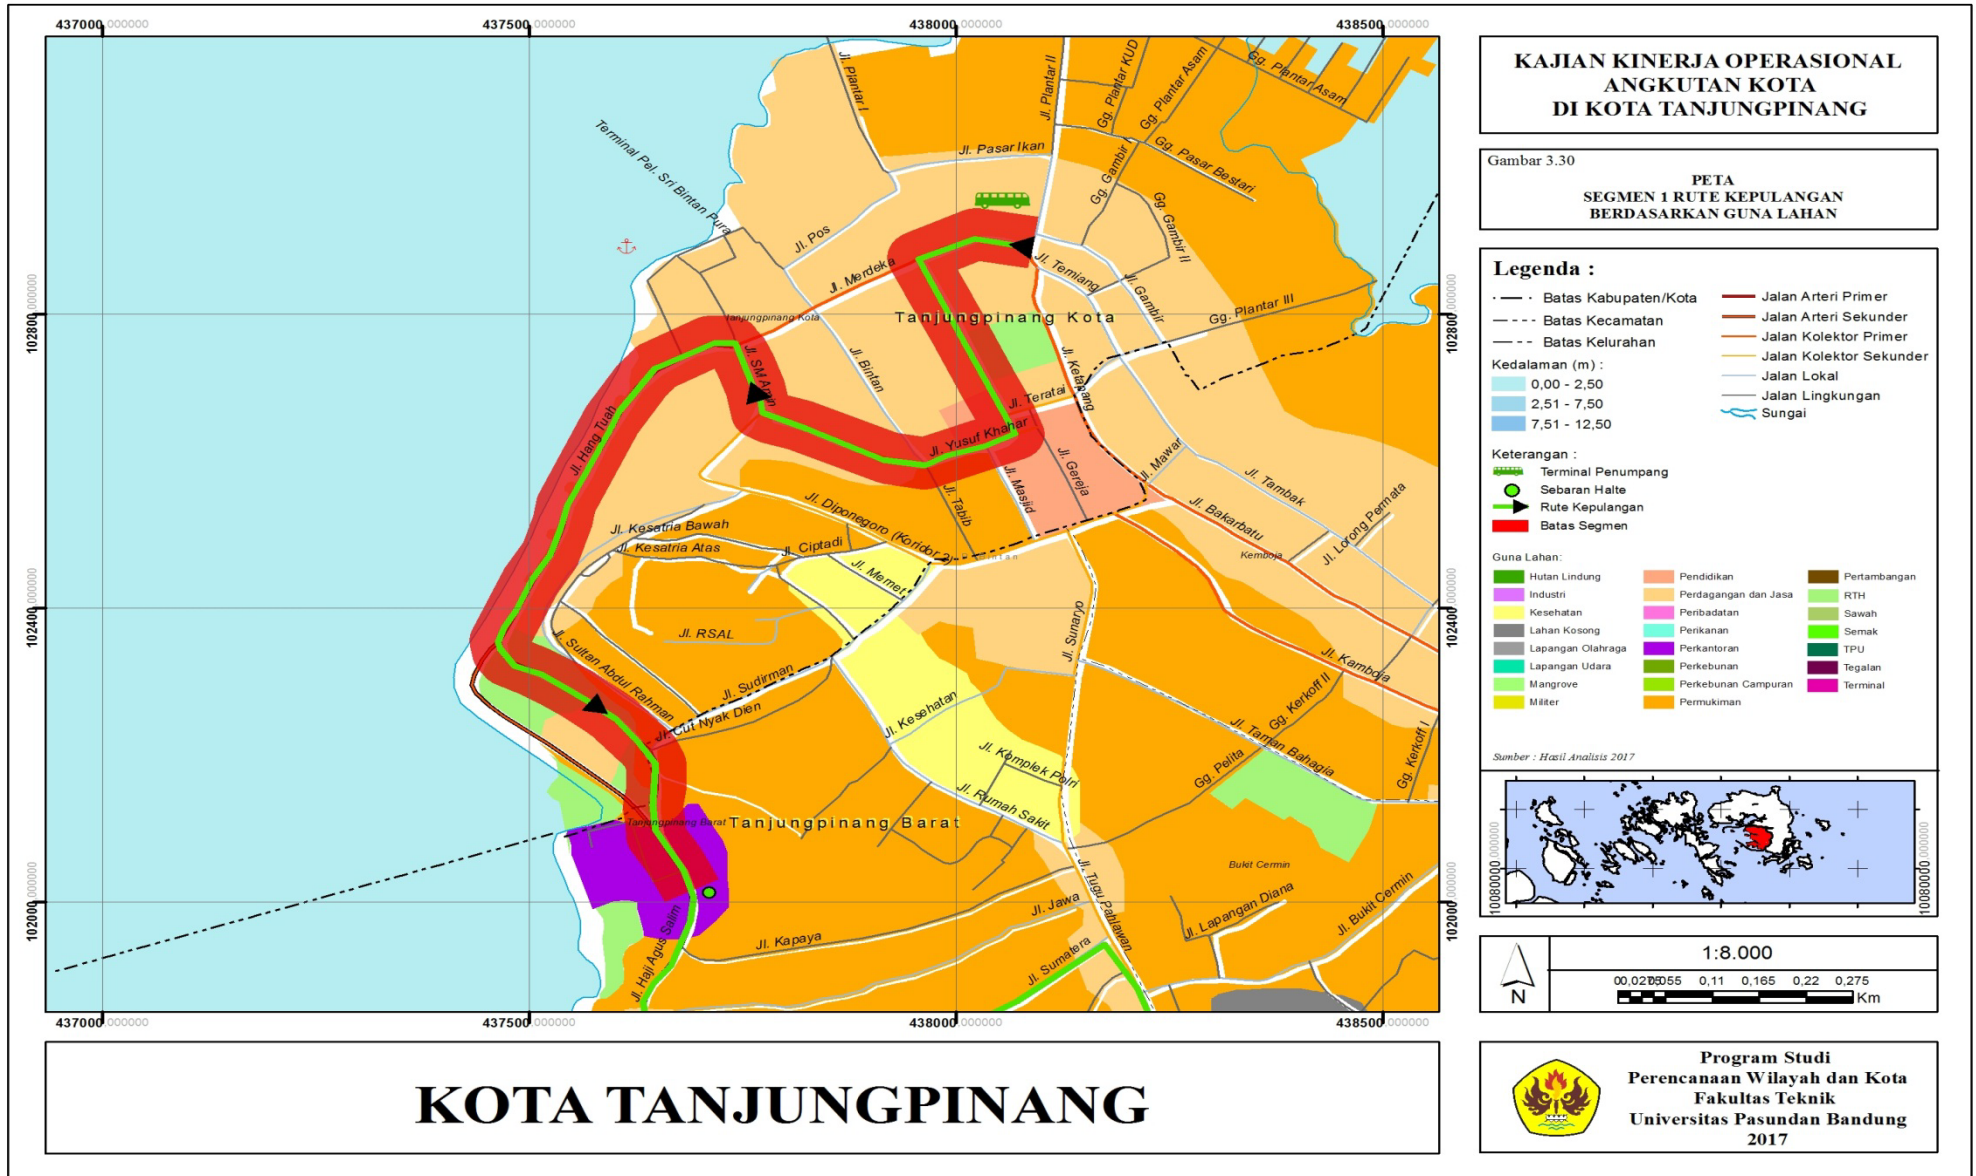 437000,000000
437500,000000
438000,000000
438500,000000
102800,000000
102400,000000
102000,000000
102800,000000
102400,000000
102000,000000
437000,000000
437500,000000
438000,000000
438500,000000
Jl. Plantar I
Jl. Plantar II
Gg. Plantar KUD
Gg. Plantar Asam
Gg. Plantar Asam
Terminal Pel. Sri Bintan Pura
Jl. Pasar Ikan
Gg. Gambir I
Gg. Pasar Bestari
Gg. Gambir II
Jl. Pos
Jl. Merdeka
Jl. Temiang
Jl. Gambir
Gg. Plantar III
Tanjungpinang Kota
Tanjungpinang Kota
Jl. SM Amin
Jl. Bintan
Jl. Ketapang
Jl. Teratai
Jl. Hang Tuah
Jl. Yusuf Khahar
Jl. Masjid
Jl. Gereja
Jl. Mawar
Jl. Tambak
Jl. Tabib
Jl. Diponegoro (Koridor 2)
Jl. Bakarbatu
Jl. Lorong Permata
Kemboja
Jl. Kesatria Bawah
Jl. Kesatria Atas
Jl. Ciptadi
Jl. Memet
Jl. RSAL
Jl. Sultan Abdul Rahman
Jl. Sudirman
Jl. Cut Nyak Dien
Jl. Sunaryo
Jl. Kamboja
Jl. Kesehatan
Gg. Kerkoff II
Jl. Taman Bahagia
Gg. Kerkoff I
Gg. Pelita
Jl. Komplek Polri
Jl. Rumah Sakit
Tanjungpinang Barat
Tanjungpinang Barat
Bukit Cermin
Jl. Tugu Pahlawan
Jl. Lapangan Diana
Jl. Bukit Cermin
Jl. Jawa
Jl. Kapaya
Jl. Haji Agus Salim
Jl. Sumatera
KOTA TANJUNGPINANG
KAJIAN KINERJA OPERASIONAL
ANGKUTAN KOTA
DI KOTA TANJUNGPINANG
Gambar 3.30
PETA
SEGMEN 1 RUTE KEPULANGAN
BERDASARKAN GUNA LAHAN
Legenda :
Batas Kabupaten/Kota
Batas Kecamatan
Batas Kelurahan
Kedalaman (m) :
0,00 - 2,50
2,51 - 7,50
7,51 - 12,50
Jalan Arteri Primer
Jalan Arteri Sekunder
Jalan Kolektor Primer
Jalan Kolektor Sekunder
Jalan Lokal
Jalan Lingkungan
Sungai
Keterangan :
Terminal Penumpang
Sebaran Halte
Rute Kepulangan
Batas Segmen
Guna Lahan:
Hutan Lindung
Industri
Kesehatan
Lahan Kosong
Lapangan Olahraga
Lapangan Udara
Mangrove
Militer
Pendidikan
Perdagangan dan Jasa
Peribadatan
Perikanan
Perkantoran
Perkebunan
Perkebunan Campuran
Permukiman
Pertambangan
RTH
Sawah
Semak
TPU
Tegalan
Terminal
Sumber : Hasil Analisis 2017
1:8.000
0,11 0,165 0,22 0,275
Km
N
Program Studi
Perencanaan Wilayah dan Kota
Fakultas Teknik
Universitas Pasundan Bandung
2017